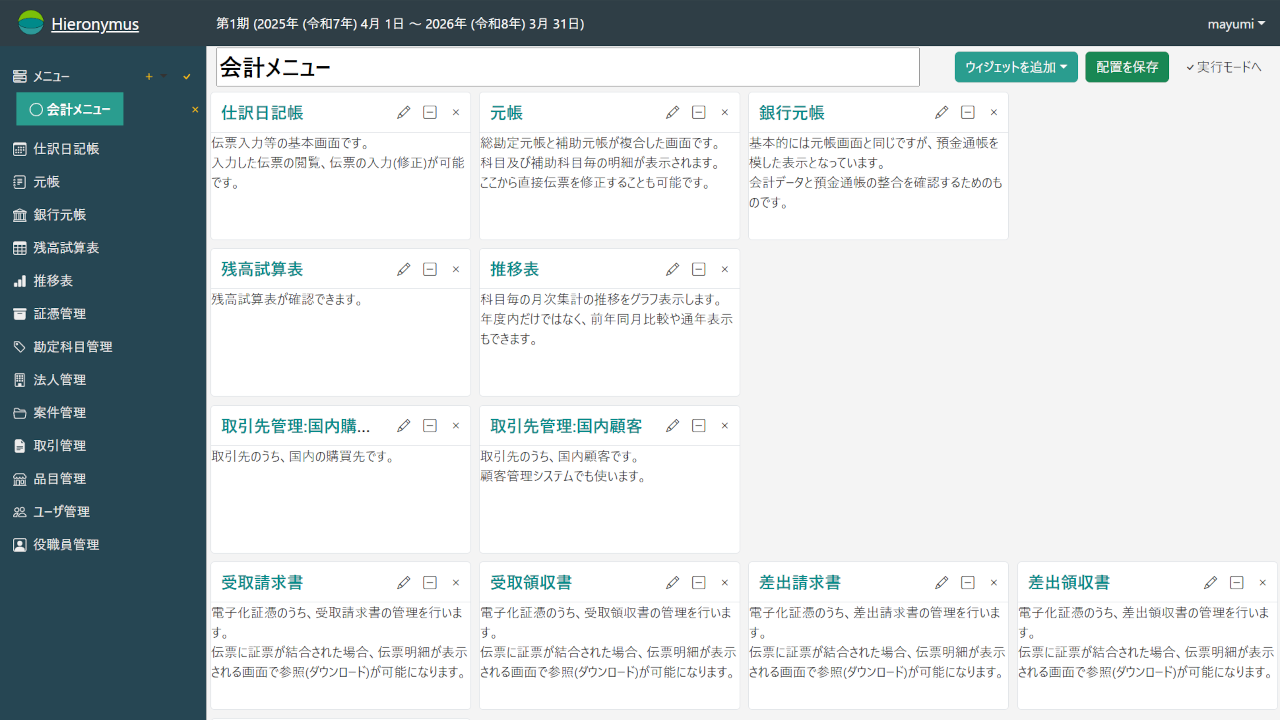 Hieronymus
第1期 (2025年 (令和7年) 4月 1日 〜 2026年 (令和8年) 3月 31日)
mayumi
メニュー
会計メニュー
仕訳日記帳
元帳
銀行元帳
残高試算表
推移表
証憑管理
勘定科目管理
法人管理
案件管理
取引管理
品目管理
ユーザ管理
役職員管理
会計メニュー
ウィジェットを追加
配置を保存
実行モードへ
仕訳日記帳
伝票入力等の基本画面です。
入力した伝票の閲覧、伝票の入力(修正)が可能
です。
元帳
総勘定元帳と補助元帳が複合した画面です。
科目及び補助科目毎の明細が表示されます。
ここから直接伝票を修正することも可能です。
銀行元帳
基本的には元帳画面と同じですが、預金通帳を
模した表示となっています。
会計データと預金通帳の整合を確認するためのも
のです。
残高試算表
残高試算表が確認できます。
推移表
科目毎の月次集計の推移をグラフ表示します。
年度内だけではなく、前年同月比較や通年表示
もできます。
取引先管理:国内購...
取引先のうち、国内の購買先です。
取引先管理:国内顧客
取引先のうち、国内顧客です。
顧客管理システムでも使います。
受取請求書
電子化証憑のうち、受取請求書の管理を行いま
す。
伝票に証票が結合された場合、伝票明細が表示
される画面で参照(ダウンロード)が可能になります。
受取領収書
電子化証憑のうち、受取領収書の管理を行いま
す。
伝票に証票が結合された場合、伝票明細が表示
される画面で参照(ダウンロード)が可能になります。
差出請求書
電子化証憑のうち、差出請求書の管理を行いま
す。
伝票に証票が結合された場合、伝票明細が表示
される画面で参照(ダウンロード)が可能になります。
差出領収書
電子化証憑のうち、差出領収書の管理を行いま
す。
伝票に証票が結合された場合、伝票明細が表示
される画面で参照(ダウンロード)が可能になります。